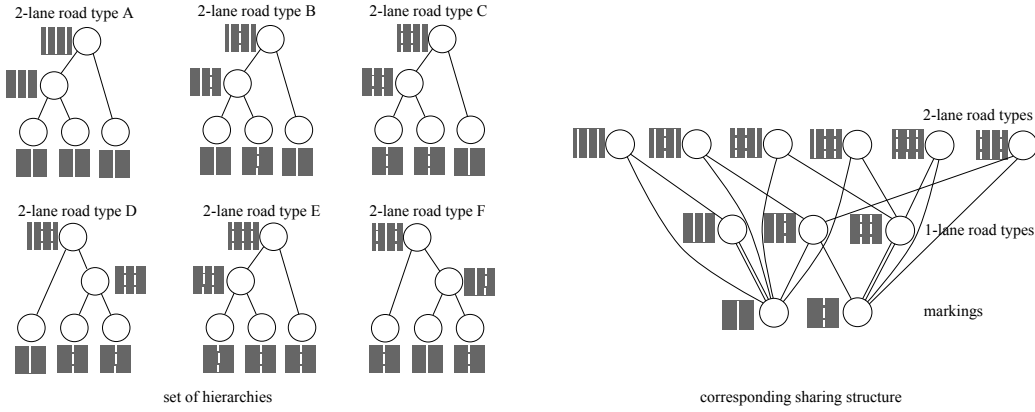 2-lane road type A
2-lane road type B
2-lane road type C
2-lane road type D
2-lane road type E
2-lane road type F
set of hierarchies
2-lane road types
1-lane road types
markings
corresponding sharing structure